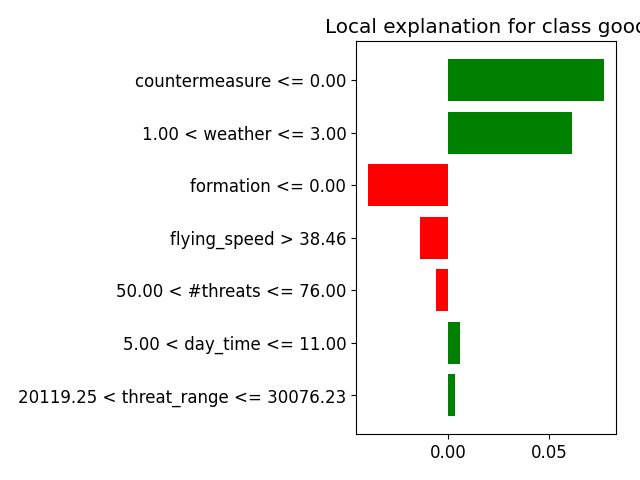 Local explanation for class good
countermeasure <= 0.00
1.00 < weather <= 3.00
formation <= 0.00
flying_speed > 38.46
50.00 < #threats <= 76.00
5.00 < day_time <= 11.00
20119.25 < threat_range <= 30076.23
0.00 0.05